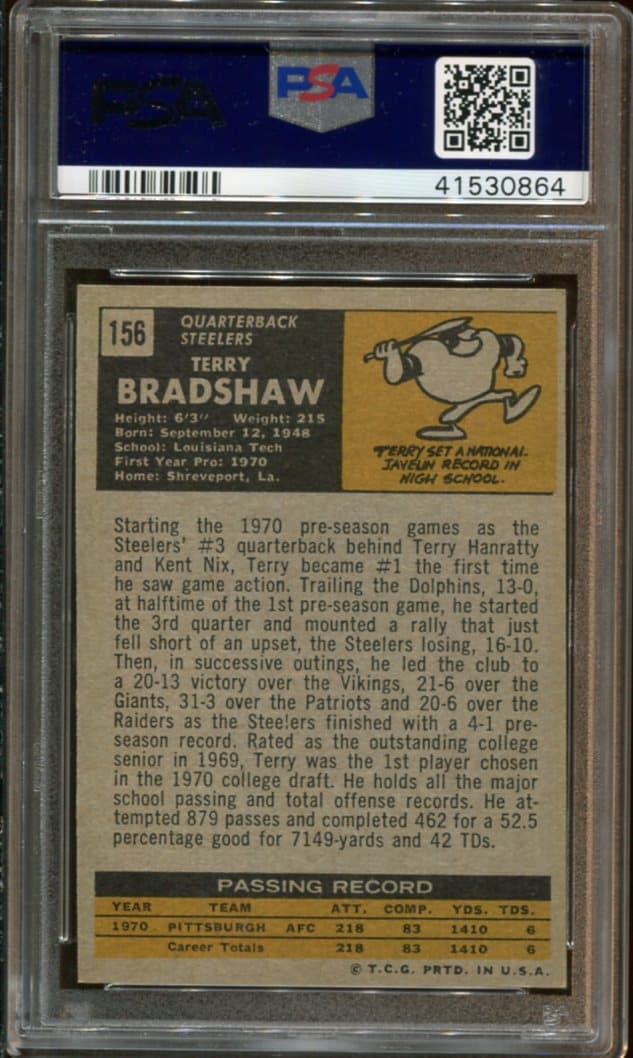 PSA
PSA
41530864
156
QUARTERBACK
STEELERS
TERRY
BRADSHAW
Height: 6'3" Weight: 215
Born: September 12, 1948
School: Louisiana Tech
First Year Pro: 1970
Home: Shreveport, La.
TERRY SET A NATIONAL
JAVELIN RECORD IN
HIGH SCHOOL.
Starting the 1970 pre-season games as the
Steelers' #3 quarterback behind Terry Hanratty
and Kent Nix, Terry became #1 the first time
he saw game action. Trailing the Dolphins, 13-0,
at halftime of the 1st pre-season game, he started
the 3rd quarter and mounted a rally that just
fell short of an upset, the Steelers losing, 16-10.
Then, in successive outings, he led the club to
a 20-13 victory over the Vikings, 21-6 over the
Giants, 31-3 over the Patriots and 20-6 over the
Raiders as the Steelers finished with a 4-1 pre-
season record. Rated as the outstanding college
senior in 1969, Terry was the 1st player chosen
in the 1970 college draft. He holds all the major
school passing and total offense records. He at-
tempted 879 passes and completed 462 for a 52.5
percentage good for 7149-yards and 42 TDs.
PASSING RECORD
YEAR TEAM ATT. COMP. YDS. TDS.
1970 PITTSBURGH AFC 218 83 1410 6
Career Totals 218 83 1410 6
© T.C.G. PRTD. IN U.S.A.